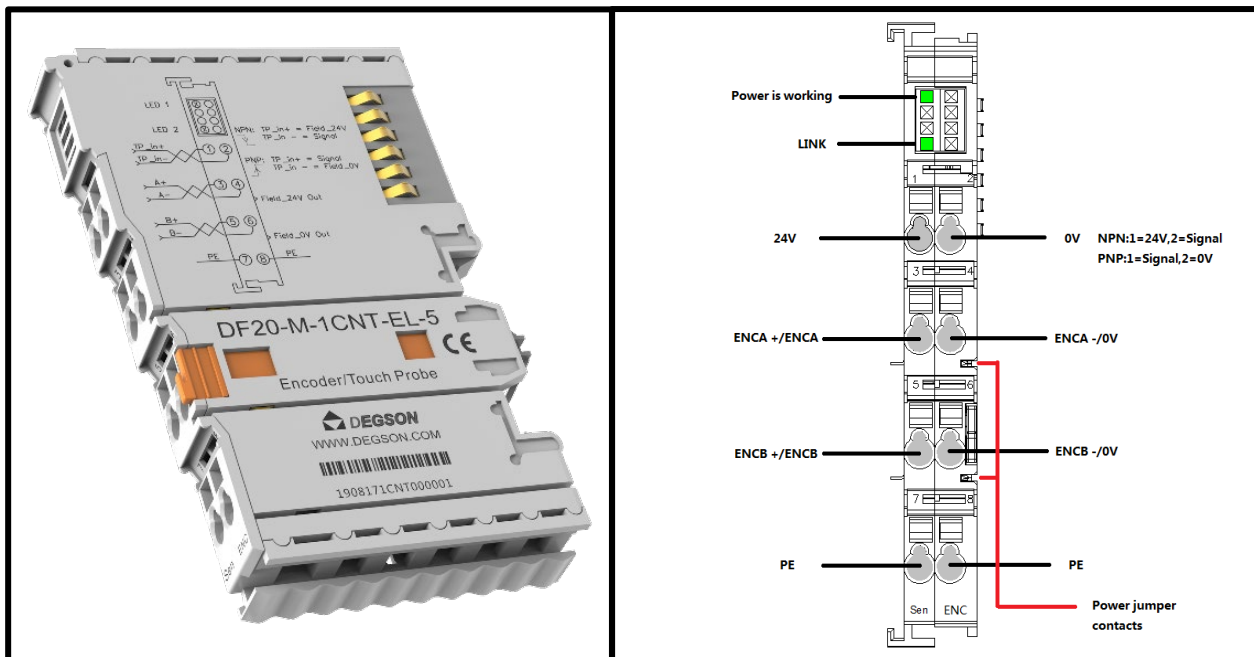 LED 1
LED 2
NPN: TP_in+ = Field_24V
TP_in - = Signal
TP_in+
TP_in-
1 2
PNP: TP_in+ = Signal
TP_in - = Field_0V
A+
A-
3 4
Field_24V Out
B+
B-
5 6
Field_0V Out
PE 7 8 PE
DF20-M-1CNT-EL-5
CE
Encoder/Touch Probe
DEGSON
WWW.DEGSON.COM
1908171CNT000001
Sen ENC
Power is working
LINK
1 2
24V 0V NPN:1=24V,2=Signal
PNP:1=Signal,2=0V
3 4
ENCA +/ENCA ENCA -/0V
5 6
ENCB +/ENCB ENCB -/0V
7 8
PE PE
Sen ENC
Power jumper
contacts